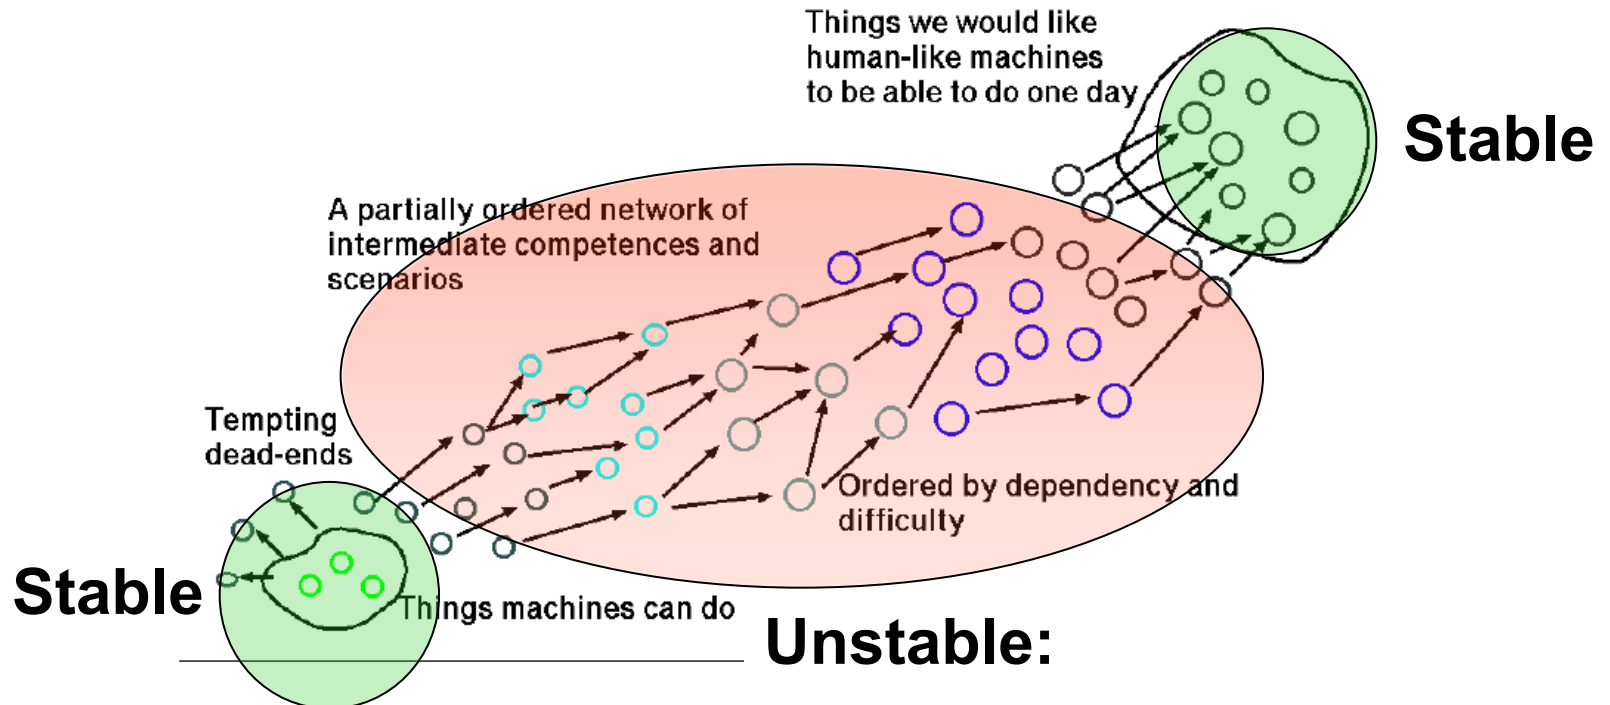 Things we would like
human-like machines
to be able to do one day
Stable
A partially ordered network of
intermediate competences and
scenarios
Tempting
dead-ends
Ordered by dependency and
difficulty
Stable
Things machines can do
Unstable: